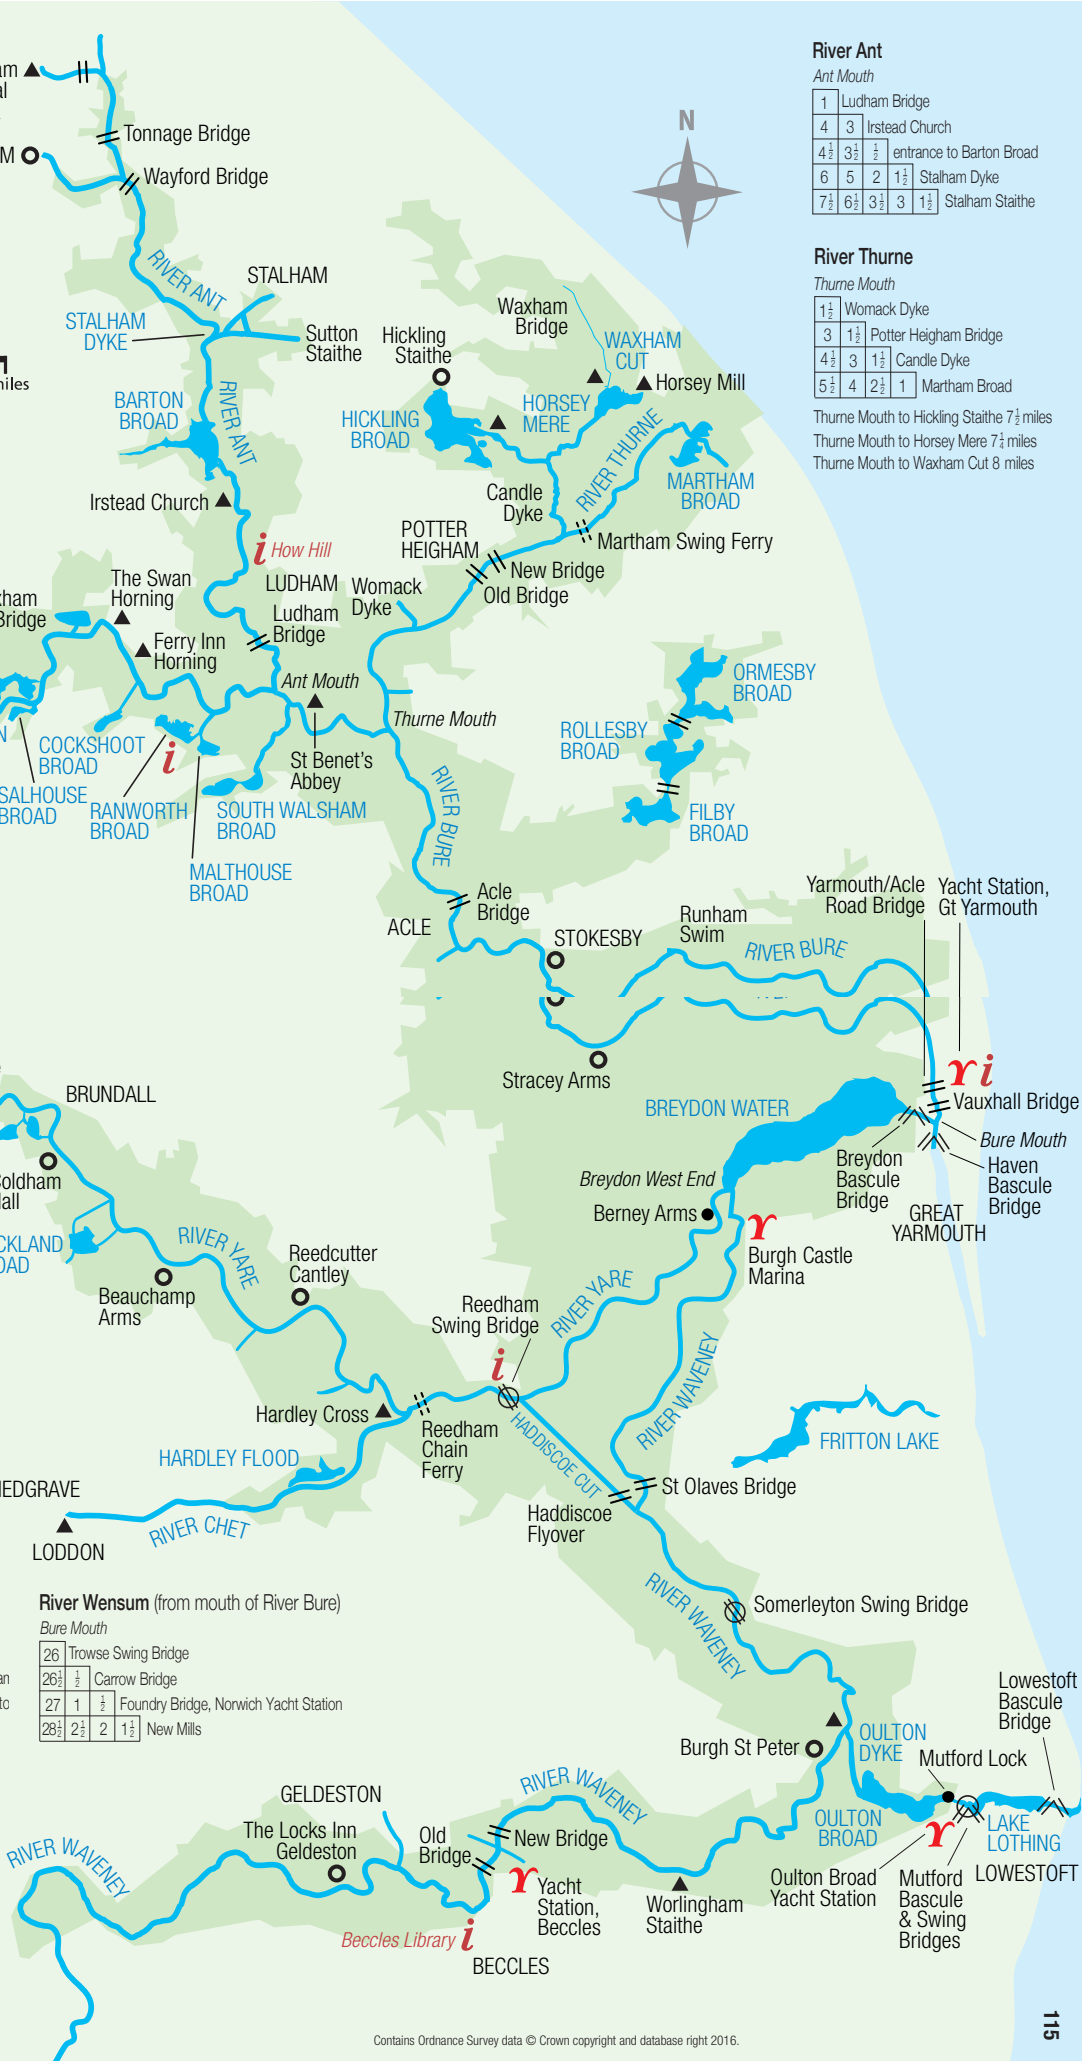 River Ant
Ant Mouth
1 Ludham Bridge
4 3 Irstead Church
4½ 3½ ½ entrance to Barton Broad
6 5 2 1½ Stalham Dyke
7½ 6½ 3½ 3 1½ Stalham Staithe
River Thurne
Thurne Mouth
1½ Womack Dyke
3 1½ Potter Heigham Bridge
4½ 3 1½ Candle Dyke
5½ 4 2½ 1 Martham Broad
Thurne Mouth to Hickling Staithe 7½ miles
Thurne Mouth to Horsey Mere 7¼ miles
Thurne Mouth to Waxham Cut 8 miles
N
am
al
Tonnage Bridge
M
Wayford Bridge
RIVER ANT
STALHAM
STALHAM
DYKE
Sutton
Staithe
Hickling
Staithe
Waxham
Bridge
WAXHAM
CUT
Horsey Mill
miles
BARTON
BROAD
RIVER ANT
HICKLING
BROAD
HORSEY
MERE
RIVER THURNE
MARTHAM
BROAD
Irstead Church
Candle
Dyke
i How Hill
POTTER
HEIGHAM
Martham Swing Ferry
New Bridge
Old Bridge
The Swan
Horning
LUDHAM
Womack
Dyke
xham
Bridge
Ludham
Bridge
Ferry Inn
Horning
Ant Mouth
ORMESBY
BROAD
Thurne Mouth
ROLLESBY
BROAD
N
COCKSHOOT
BROAD
i
St Benet's
Abbey
SALHOUSE
BROAD
RANWORTH
BROAD
SOUTH WALSHAM
BROAD
RIVER BURE
FILBY
BROAD
MALTHOUSE
BROAD
Acle
Bridge
ACLE
Yarmouth/Acle
Road Bridge
Yacht Station,
Gt Yarmouth
Runham
Swim
STOKESBY
RIVER BURE
Stracey Arms
i
BRUNDALL
BREYDON WATER
Vauxhall Bridge
Bure Mouth
Breydon
Bascule
Bridge
Haven
Bascule
Bridge
Breydon West End
Berney Arms
GREAT
YARMOUTH
oldham
Hall
CKLAND
OAD
RIVER YARE
Reedcutter
Cantley
Burgh Castle
Marina
Beauchamp
Arms
Reedham
Swing Bridge
RIVER YARE
i
RIVER WAVENEY
Hardley Cross
Reedham
Chain
Ferry
HADDISCOE CUT
FRITTON LAKE
HARDLEY FLOOD
St Olaves Bridge
HEDGRAVE
Haddiscoe
Flyover
RIVER CHET
LODDON
RIVER WAVENEY
Somerleyton Swing Bridge
River Wensum (from mouth of River Bure)
Bure Mouth
26 Trowse Swing Bridge
26½ ½ Carrow Bridge
27 1 ½ Foundry Bridge, Norwich Yacht Station
28½ 2½ 2 1½ New Mills
an
to
Lowestoft
Bascule
Bridge
Burgh St Peter
OULTON
DYKE
Mutford Lock
GELDESTON
RIVER WAVENEY
OULTON
BROAD
LAKE
LOTHING
LOWESTOFT
The Locks Inn
Geldeston
Old
Bridge
New Bridge
RIVER WAVENEY
Yacht
Station,
Beccles
Worlingham
Staithe
Oulton Broad
Yacht Station
Mutford
Bascule
& Swing
Bridges
Beccles Library i
BECCLES
Contains Ordnance Survey data © Crown copyright and database right 2016.
115